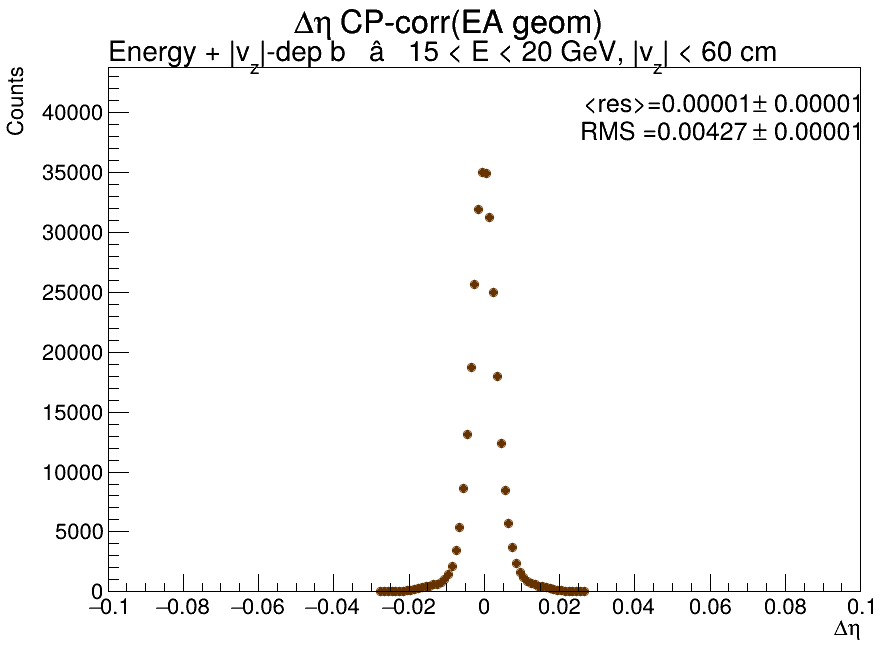 Δη CP-corr(EA geom)
Energy + |v_z|-dep b â 15 < E < 20 GeV, |v_z| < 60 cm
Counts
<res>=0.00001± 0.00001
RMS =0.00427± 0.00001
40000
35000
30000
25000
20000
15000
10000
5000
0
−0.1 −0.08 −0.06 −0.04 −0.02 0 0.02 0.04 0.06 0.08 0.1
Δη